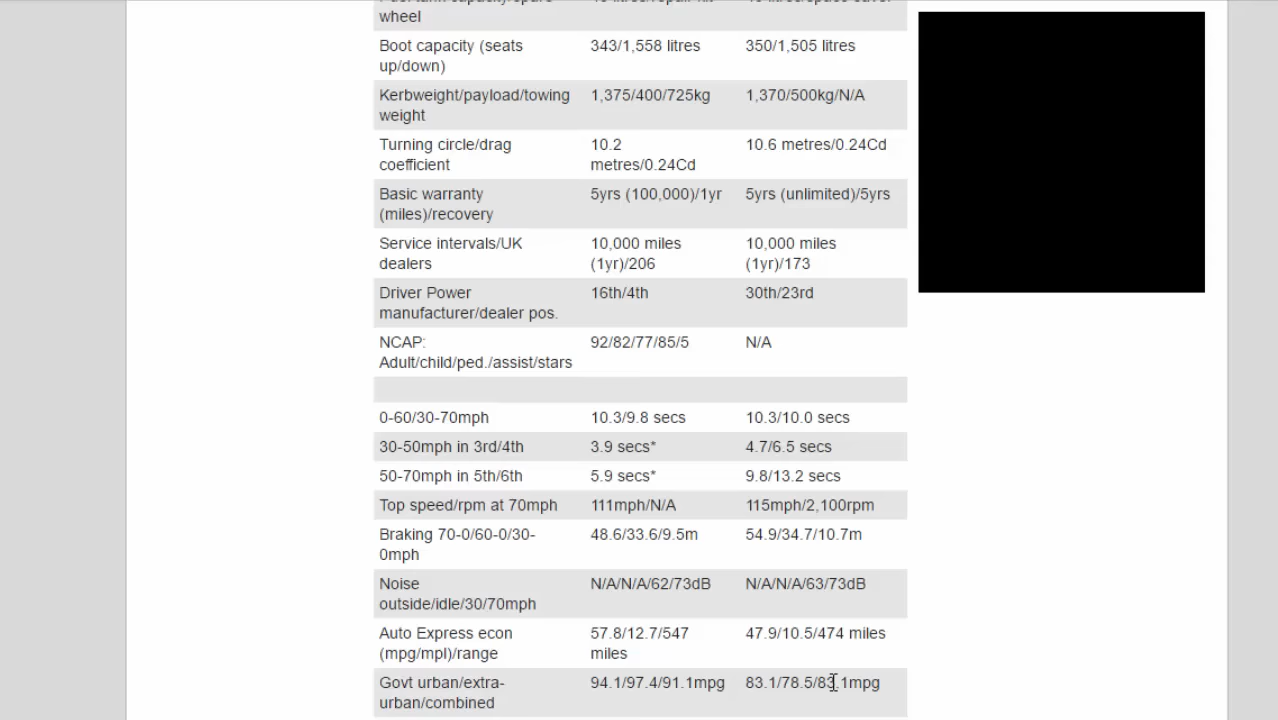 wheel
Boot capacity (seats 343/1,558 litres 350/1,505 litres
up/down)
Kerbweight/payload/towing 1,375/400/725kg 1,370/500kg/N/A
weight
Turning circle/drag 10.2 10.6 metres/0.24Cd
coefficient metres/0.24Cd
Basic warranty 5yrs (100,000)/1yr 5yrs (unlimited)/5yrs
(miles)/recovery
Service intervals/UK 10,000 miles 10,000 miles
dealers (1yr)/206 (1yr)/173
Driver Power 16th/4th 30th/23rd
manufacturer/dealer pos.
NCAP: 92/82/77/85/5 N/A
Adult/child/ped./assist/stars
0-60/30-70mph 10.3/9.8 secs 10.3/10.0 secs
30-50mph in 3rd/4th 3.9 secs* 4.7/6.5 secs
50-70mph in 5th/6th 5.9 secs* 9.8/13.2 secs
Top speed/rpm at 70mph 111mph/N/A 115mph/2,100rpm
Braking 70-0/60-0/30- 48.6/33.6/9.5m 54.9/34.7/10.7m
0mph
Noise N/A/N/A/62/73dB N/A/N/A/63/73dB
outside/idle/30/70mph
Auto Express econ 57.8/12.7/547 47.9/10.5/474 miles
(mpg/mpl)/range miles
Govt urban/extra- 94.1/97.4/91.1mpg 83.1/78.5/83.1mpg
urban/combined